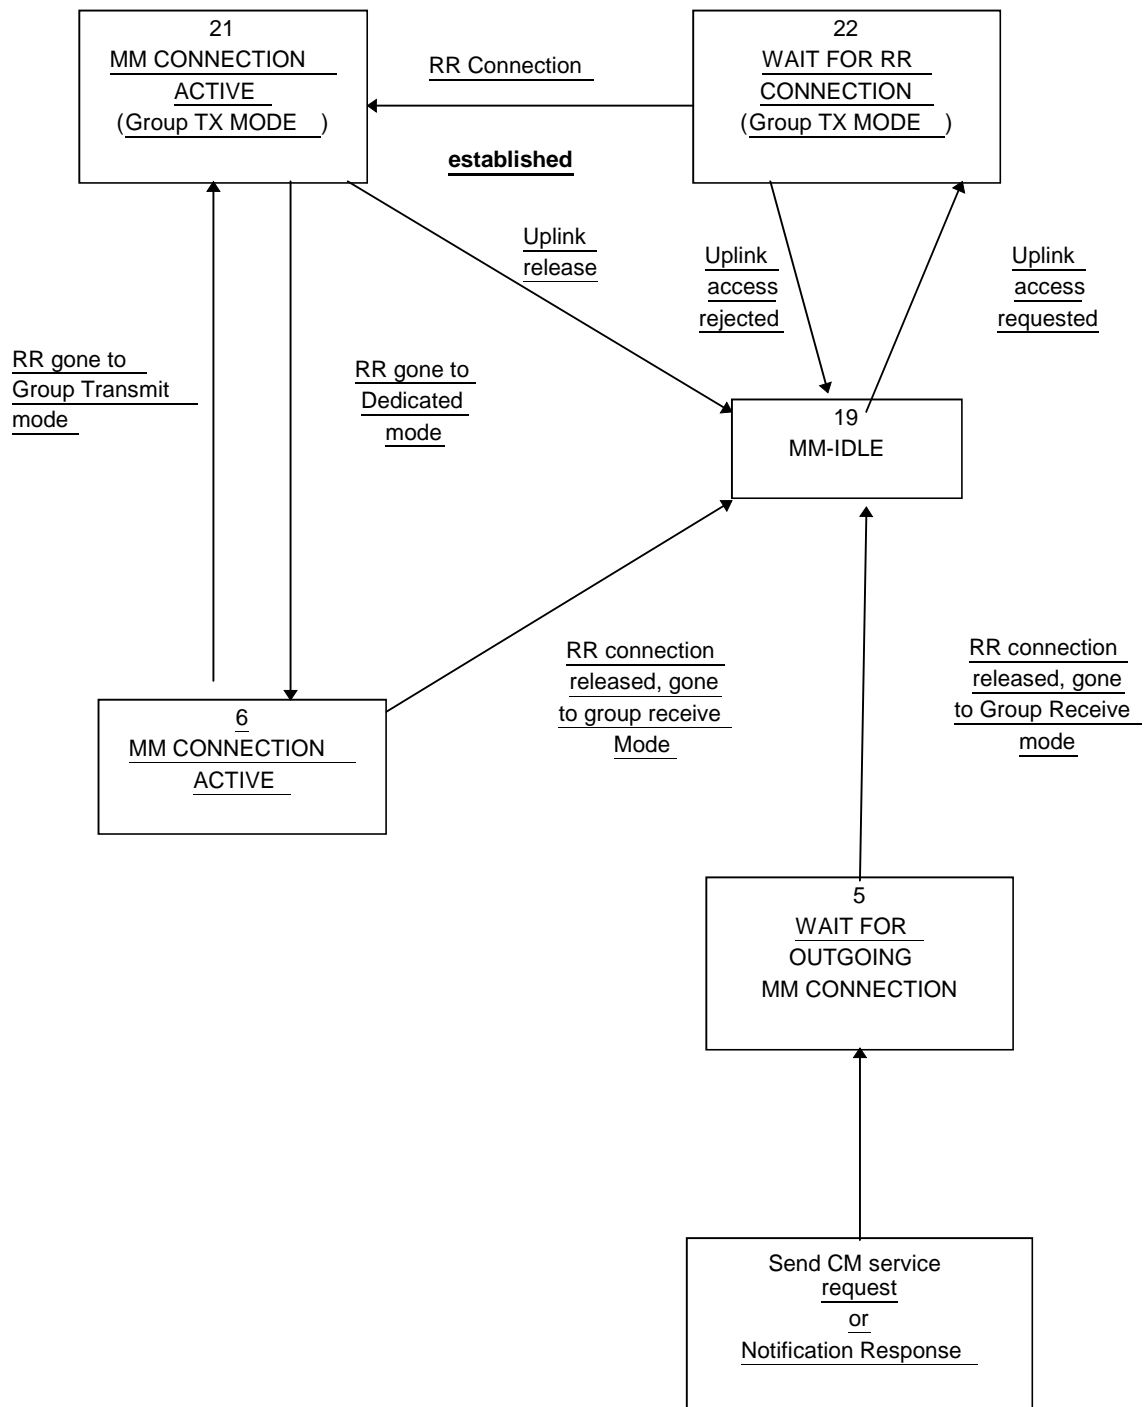 21
MM CONNECTION
ACTIVE
(Group TX MODE )
22
WAIT FOR RR
CONNECTION
(Group TX MODE )
RR Connection
established
Uplink
release
Uplink
access
rejected
Uplink
access
requested
RR gone to
Group Transmit
mode
RR gone to
Dedicated
mode
19
MM-IDLE
RR connection
released, gone
to group receive
Mode
RR connection
released, gone
to Group Receive
mode
6
MM CONNECTION
ACTIVE
5
WAIT FOR
OUTGOING
MM CONNECTION
Send CM service
request
or
Notification Response